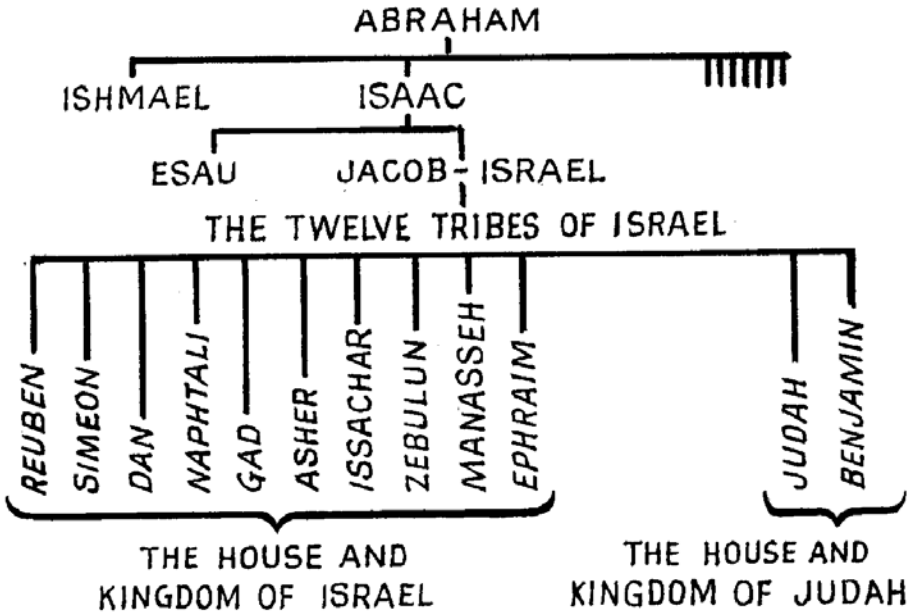 ABRAHAM
ISHMAEL ISAAC
ESAU JACOB - ISRAEL
THE TWELVE TRIBES OF ISRAEL
REUBEN
SIMEON
DAN
NAPHTALI
GAD
ASHER
ISSACHAR
ZEBULUN
MANASSEH
EPHRAIM
JUDAH
BENJAMIN
THE HOUSE AND
KINGDOM OF ISRAEL
THE HOUSE AND
KINGDOM OF JUDAH